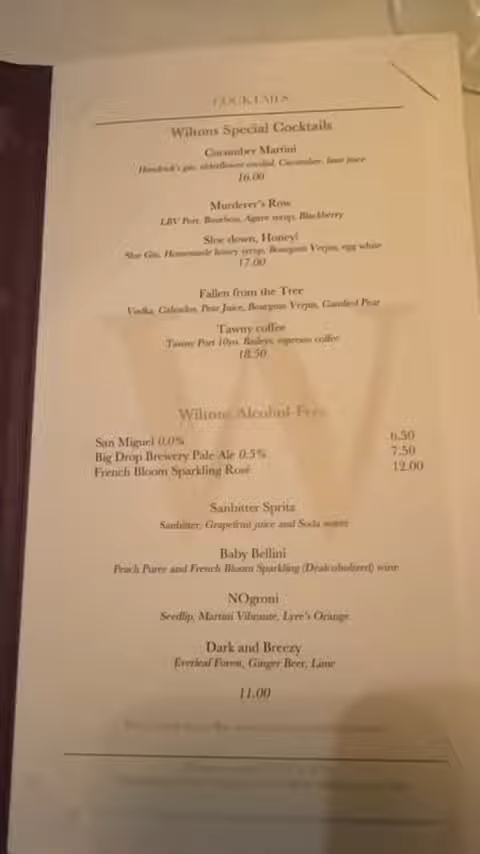 COCKTAILS
Wiltons Special Cocktails
Cucumber Martini
Hendrick's gin, elderflower cordial, Cucumber, lime juice
16.00
Murderer's Row
LBV Port, Bourbon, Agave syrup, Blackberry
Sloe down, Honey!
Sloe Gin, Homemade honey syrup, Bourgoin Verjus, egg white
17.00
Fallen from the Tree
Vodka, Calvados, Pear Juice, Bourgoin Verjus, Candied Pear
Tawny coffee
Tawny Port 10yo, Baileys, espresso coffee
18.50
Wiltons Alcohol-Free
San Miguel 0.0% 6.50
Big Drop Brewery Pale Ale 0.5% 7.50
French Bloom Sparkling Rosé 12.00
Sanbitter Spritz
Sanbitter, Grapefruit juice and Soda water
Baby Bellini
Peach Puree and French Bloom Sparkling (Dealcoholized) wine
NOgroni
Seedlip, Martini Vibrante, Lyre's Orange
Dark and Breezy
Everleaf Forest, Ginger Beer, Lime
11.00
W